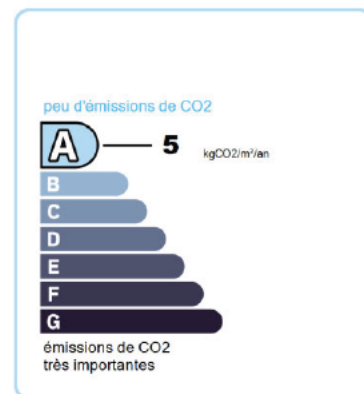 peu d'émissions de CO2
A 5 kgCO2/m²/an
B
C
D
E
F
G
émissions de CO2
très importantes